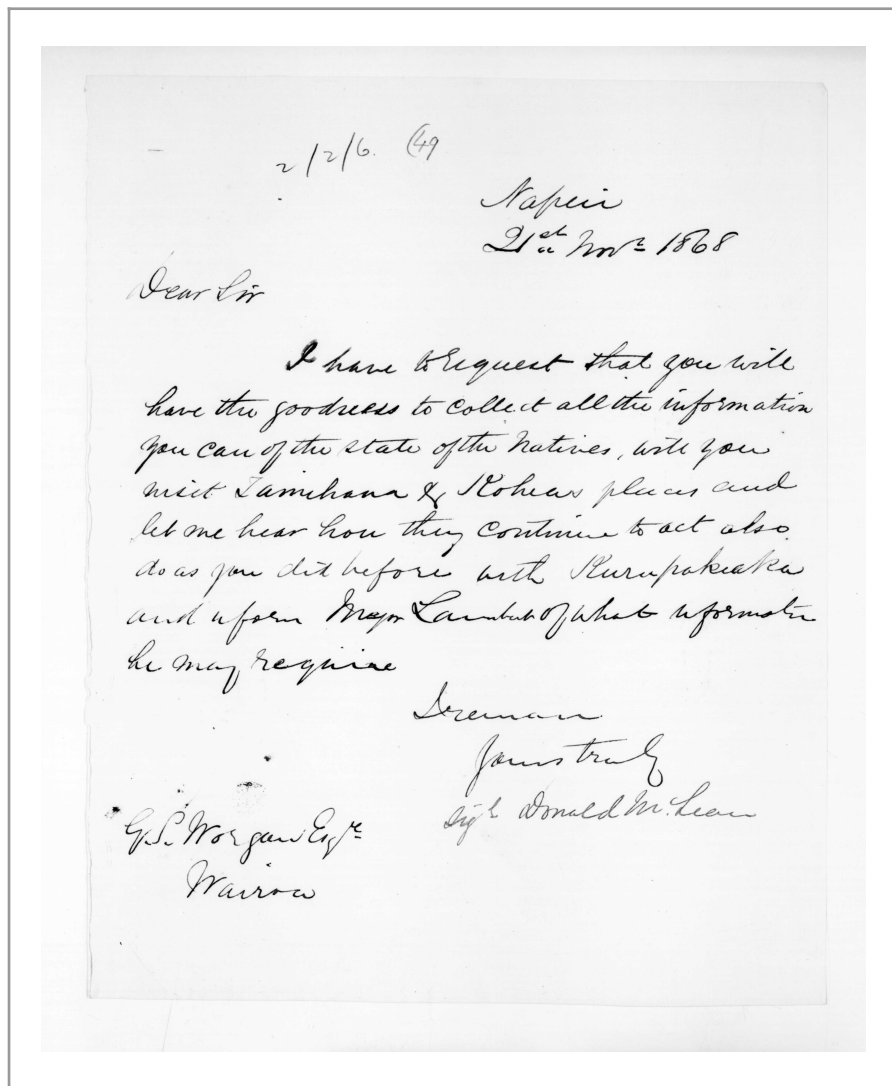 2/2/6. (49
Napier
21st Novr 1868
Dear Sir
I have to request that you will
have the goodness to collect all the information
you can of the state of the Natives, will you
visit Tamihana & Koheas places and
let me hear how they continue to act also
do as you did before with Kurupakiaka
and inform Major Lambert of what information
he may require
I remain
Yours truly
Sigd Donald McLean
G.S. Worgan Esqre
Wairoa